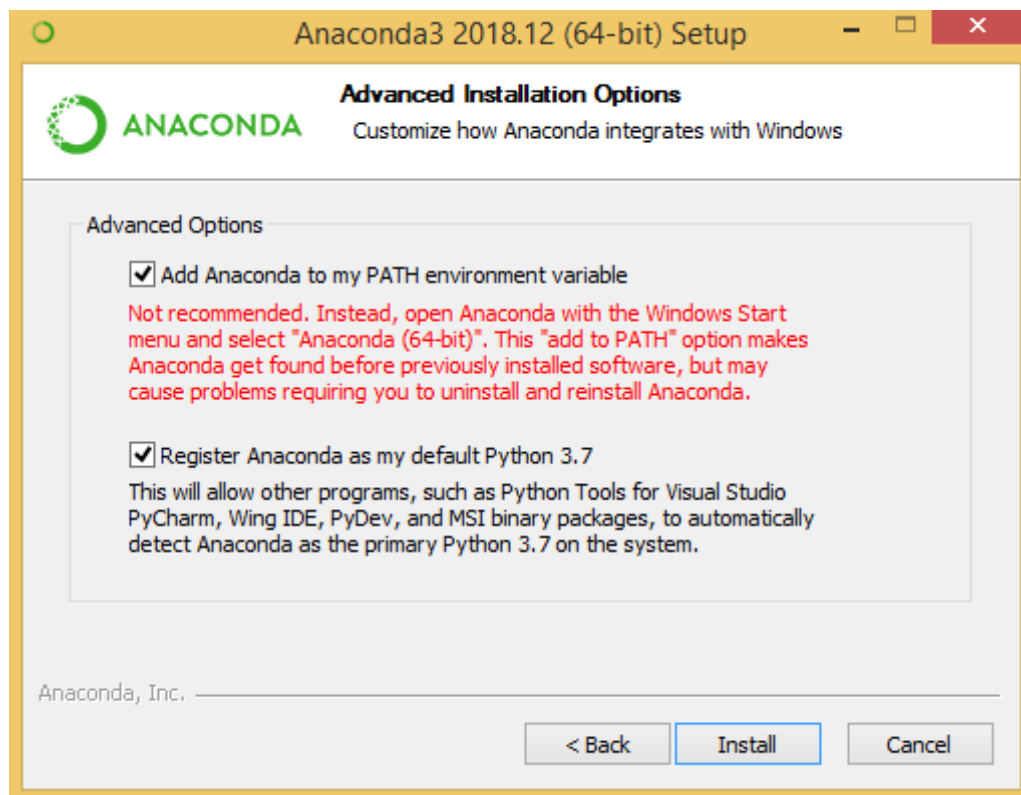 Anaconda3 2018.12 (64-bit) Setup
ANACONDA
Advanced Installation Options
Customize how Anaconda integrates with Windows
Advanced Options
Add Anaconda to my PATH environment variable
Not recommended. Instead, open Anaconda with the Windows Start
menu and select "Anaconda (64-bit)". This "add to PATH" option makes
Anaconda get found before previously installed software, but may
cause problems requiring you to uninstall and reinstall Anaconda.
Register Anaconda as my default Python 3.7
This will allow other programs, such as Python Tools for Visual Studio
PyCharm, Wing IDE, PyDev, and MSI binary packages, to automatically
detect Anaconda as the primary Python 3.7 on the system.
Anaconda, Inc.
< Back
Install
Cancel